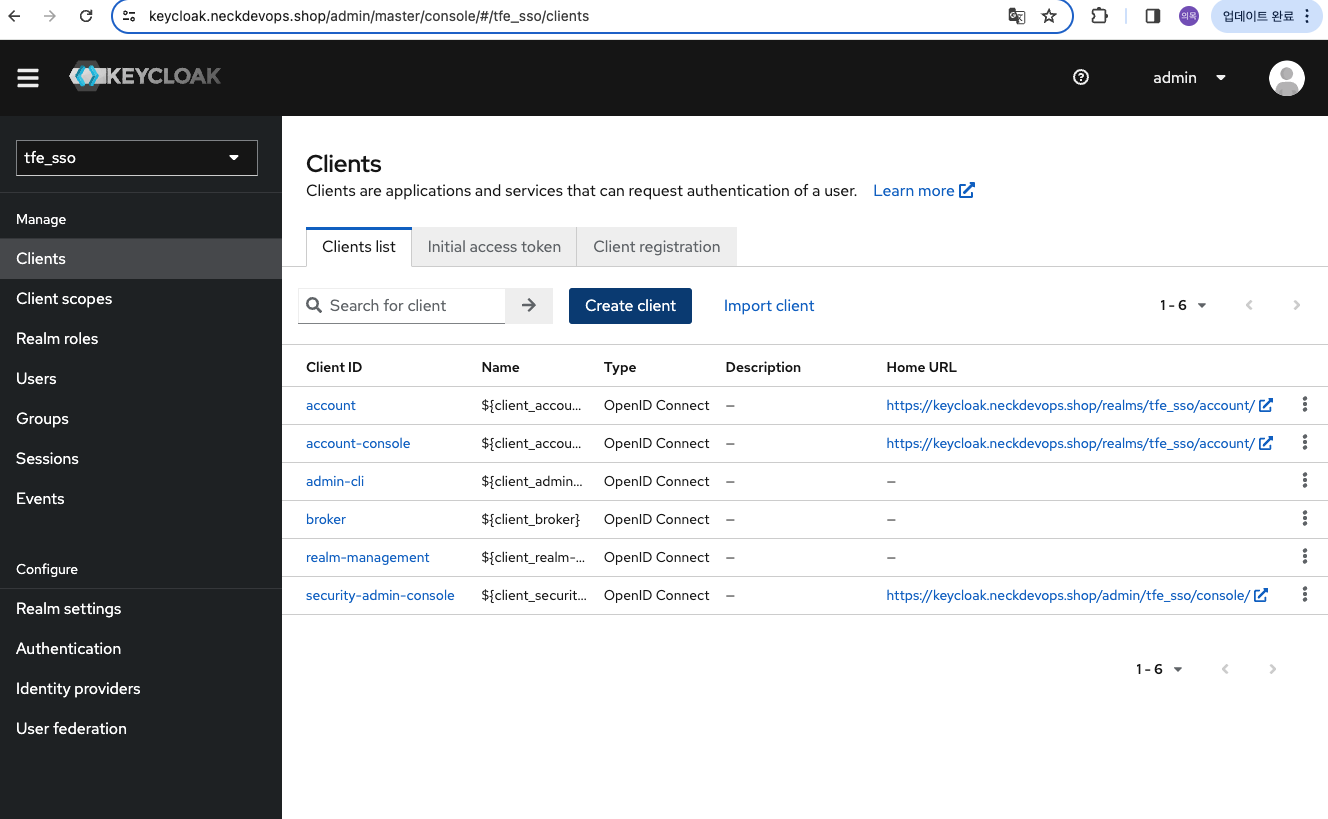 keycloak.neckdevops.shop/admin/master/console/#/tfe_sso/clients
의목
업데이트 완료
KEYCLOAK
admin
tfe_sso
Manage
Clients
Client scopes
Realm roles
Users
Groups
Sessions
Events
Configure
Realm settings
Authentication
Identity providers
User federation
Clients
Clients are applications and services that can request authentication of a user. Learn more
Clients list Initial access token Client registration
Search for client Create client Import client 1 - 6
Client ID Name Type Description Home URL
account ${client_accou... OpenID Connect – https://keycloak.neckdevops.shop/realms/tfe_sso/account/
account-console ${client_accou... OpenID Connect – https://keycloak.neckdevops.shop/realms/tfe_sso/account/
admin-cli ${client_admin... OpenID Connect – –
broker ${client_broker} OpenID Connect – –
realm-management ${client_realm-... OpenID Connect – –
security-admin-console ${client_securit... OpenID Connect – https://keycloak.neckdevops.shop/admin/tfe_sso/console/
1 - 6